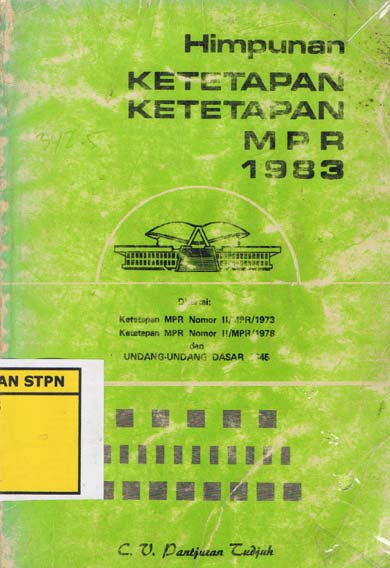 Himpunan
KETETAPAN
KETETAPAN
MPR
1983
Ketetapan MPR Nomor II/MPR/1973
Ketetapan MPR Nomor II/MPR/1978
dan
UNDANG-UNDANG DASAR
AN STPN
C. V. Pantjuran Tudjuh